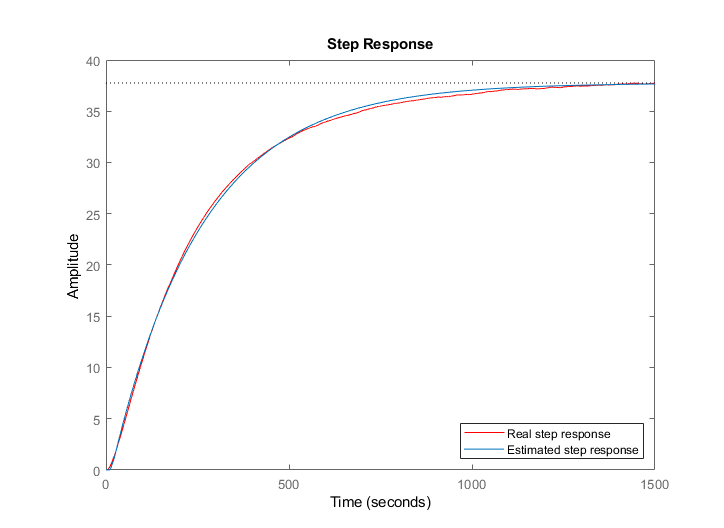 Step Response
Amplitude
40
35
30
25
20
15
10
5
0
0 500 1000 1500
Time (seconds)
Real step response
Estimated step response